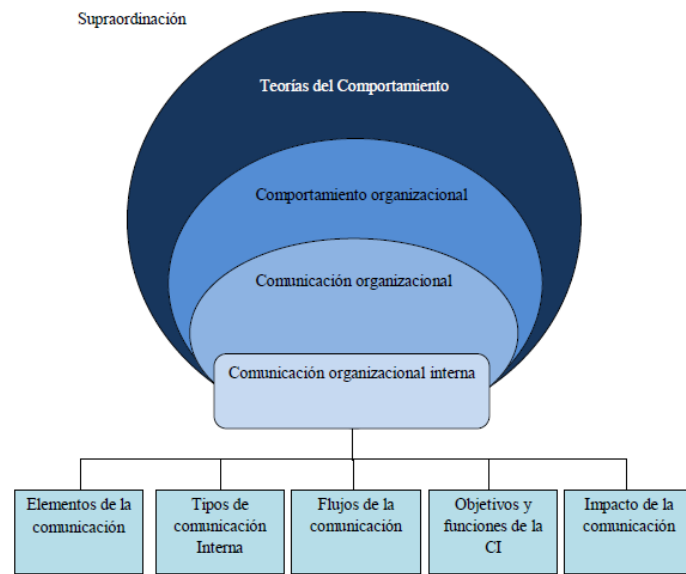 Supraordinación
Teorías del Comportamiento
Comportamiento organizacional
Comunicación organizacional
Comunicación organizacional interna
Elementos de la
comunicación
Tipos de
comunicación
Interna
Flujos de la
comunicación
Objetivos y
funciones de la
CI
Impacto de la
comunicación